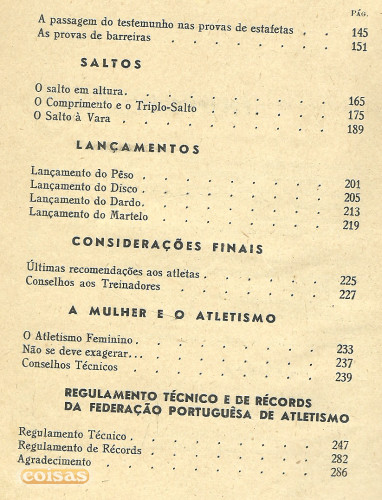 PÁG.
A passagem do testemunho nas provas de estafetas . . 145
As provas de barreiras . . . . . . . 151
SALTOS
O salto em altura. . . . . . . . 165
O Comprimento e o Triplo-Salto . . . . . 175
O Salto à Vara . . . . . . . . 189
LANÇAMENTOS
Lançamento do Pêso . . . . . . . 201
Lançamento do Disco . . . . . . . 205
Lançamento do Dardo. . . . . . . 213
Lançamento do Martelo . . . . . . . 219
CONSIDERAÇÕES FINAIS
Últimas recomendações aos atletas . . . . . 225
Conselhos aos Treinadores . . . . . . 227
A MULHER E O ATLETISMO
O Atletismo Feminino . . . . . . . 233
Não se deve exagerar... . . . . . . 237
Conselhos Técnicos . . . . . . . 239
REGULAMENTO TÉCNICO E DE RÉCORDS
DA FEDERAÇÃO PORTUGUÊSA DE ATLETISMO
Regulamento Técnico . . . . . . . 247
Regulamento de Récords . . . . . . 282
Agradecimento . . . . . . . . 286
coisas